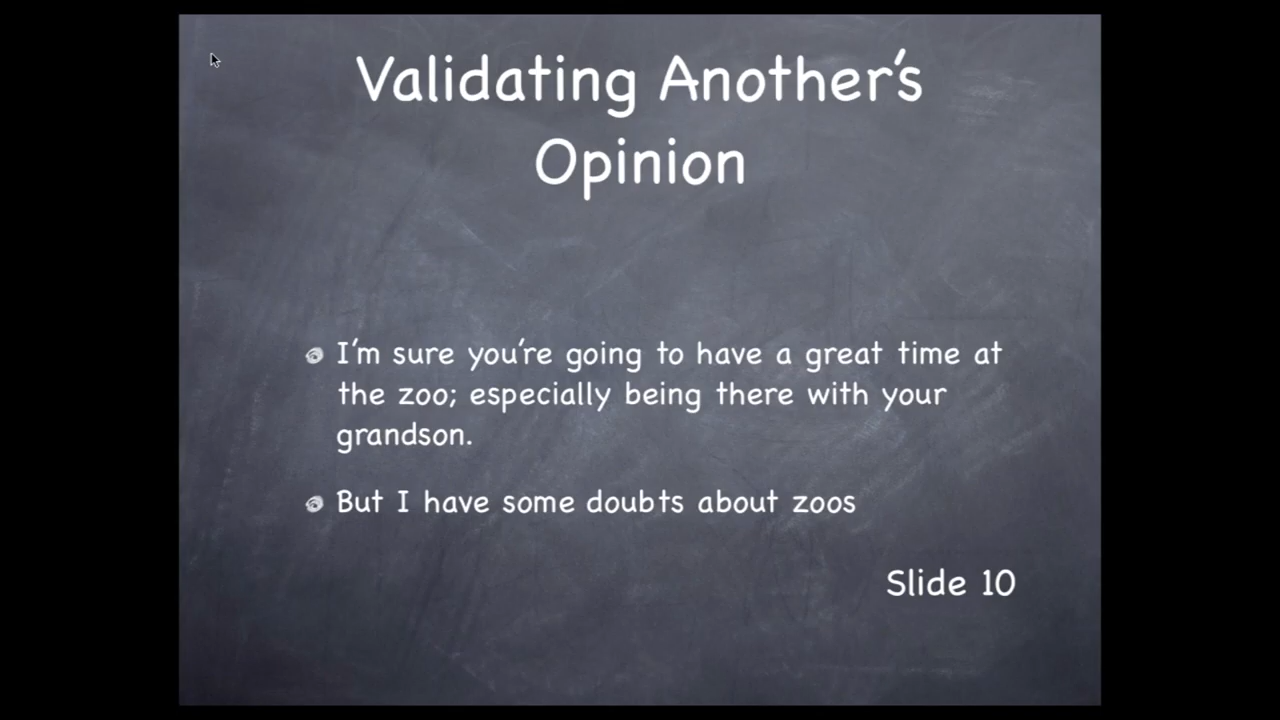 Validating Another's
Opinion
I'm sure you're going to have a great time at
the zoo; especially being there with your
grandson.
But I have some doubts about zoos
Slide 10